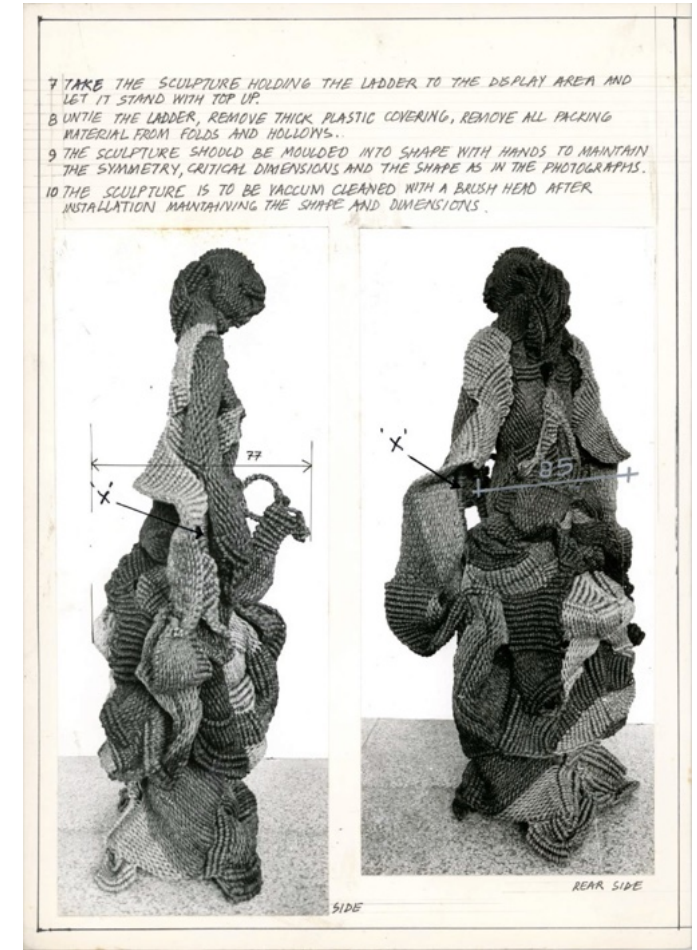 7 TAKE THE SCULPTURE HOLDING THE LADDER TO THE DISPLAY AREA AND
LET IT STAND WITH TOP UP.
8 UNTIE THE LADDER, REMOVE THICK PLASTIC COVERING, REMOVE ALL PACKING
MATERIAL FROM FOLDS AND HOLLOWS..
9 THE SCULPTURE SHOULD BE MOULDED INTO SHAPE WITH HANDS TO MAINTAIN
THE SYMMETRY, CRITICAL DIMENSIONS AND THE SHAPE AS IN THE PHOTOGRAPHS.
10 THE SCULPTURE IS TO BE VACCUM CLEANED WITH A BRUSH HEAD AFTER
INSTALLATION MAINTAINING THE SHAPE AND DIMENSIONS.
77
'X'
'X'
85
SIDE
REAR SIDE